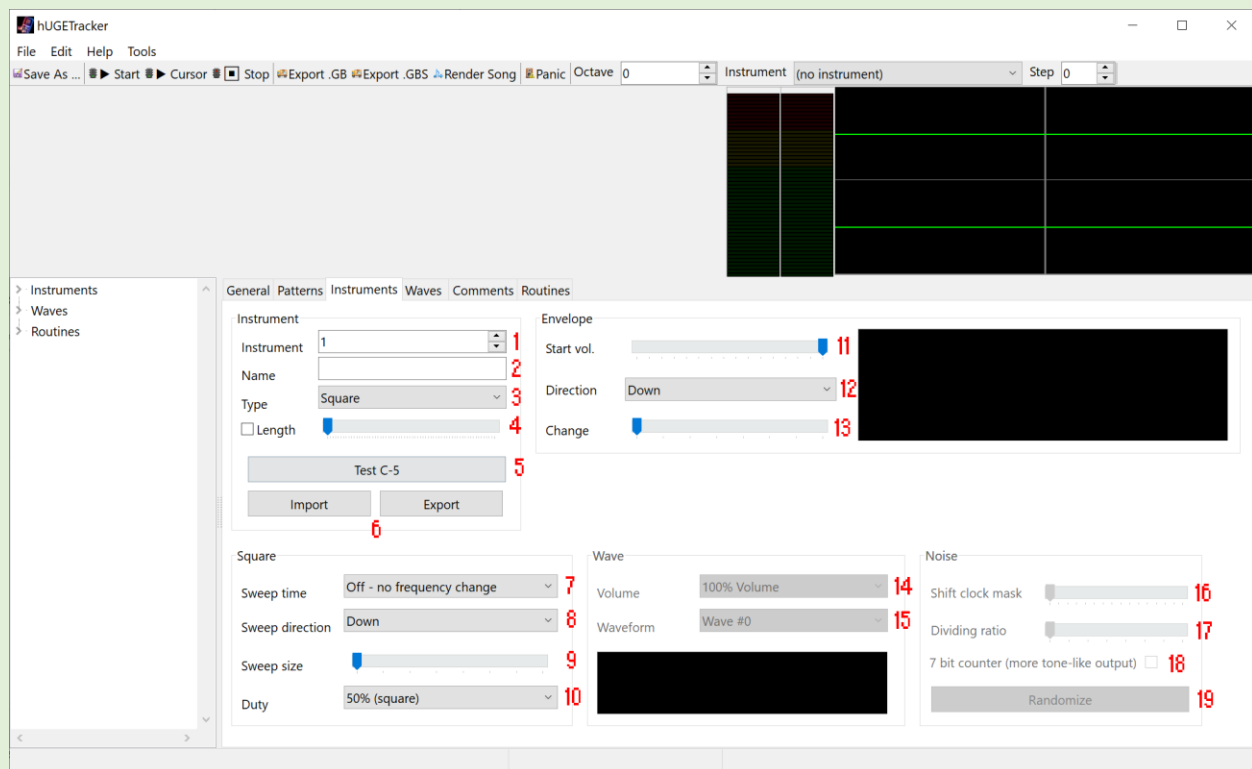 hUGETracker
File Edit Help Tools
Save As ... Start Cursor Stop Export .GB Export .GBS Render Song Panic Octave 0 Instrument (no instrument) Step 0
Instruments
Waves
Routines
General Patterns Instruments Waves Comments Routines
Instrument
Instrument 1 1
Name 2
Type Square 3
Length 4
Test C-5 5
Import Export
6
Envelope
Start vol. 11
Direction Down 12
Change 13
Square
Sweep time Off - no frequency change 7
Sweep direction Down 8
Sweep size 9
Duty 50% (square) 10
Wave
Volume 100% Volume 14
Waveform Wave #0 15
Noise
Shift clock mask 16
Dividing ratio 17
7 bit counter (more tone-like output) 18
Randomize 19